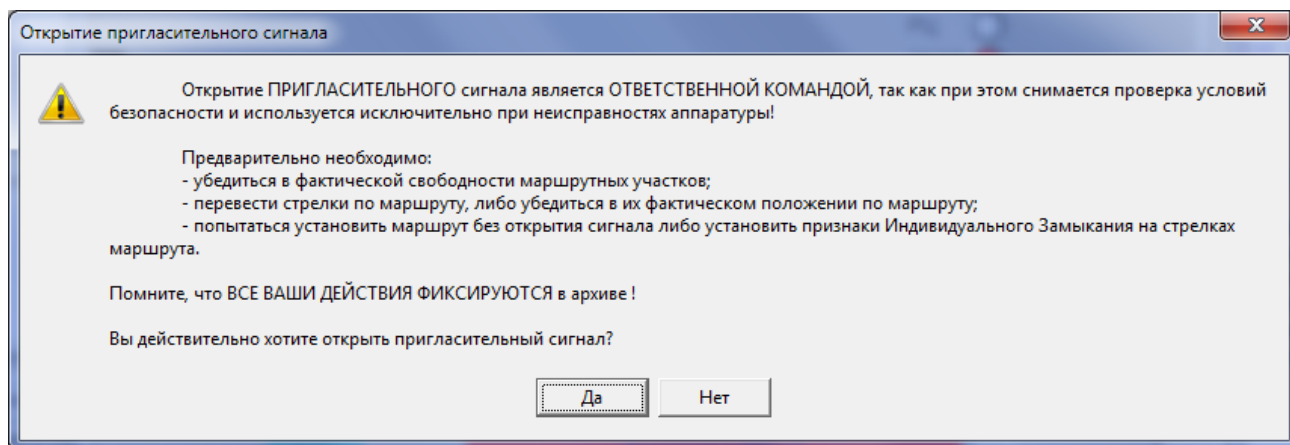 Открытие пригласительного сигнала
Открытие ПРИГЛАСИТЕЛЬНОГО сигнала является ОТВЕТСТВЕННОЙ КОМАНДОЙ, так как при этом снимается проверка условий
безопасности и используется исключительно при неисправностях аппаратуры!
Предварительно необходимо:
- убедиться в фактической свободности маршрутных участков;
- перевести стрелки по маршруту, либо убедиться в их фактическом положении по маршруту;
- попытаться установить маршрут без открытия сигнала либо установить признаки Индивидуального Замыкания на стрелках
маршрута.
Помните, что ВСЕ ВАШИ ДЕЙСТВИЯ ФИКСИРУЮТСЯ в архиве !
Вы действительно хотите открыть пригласительный сигнал?
Да
Нет